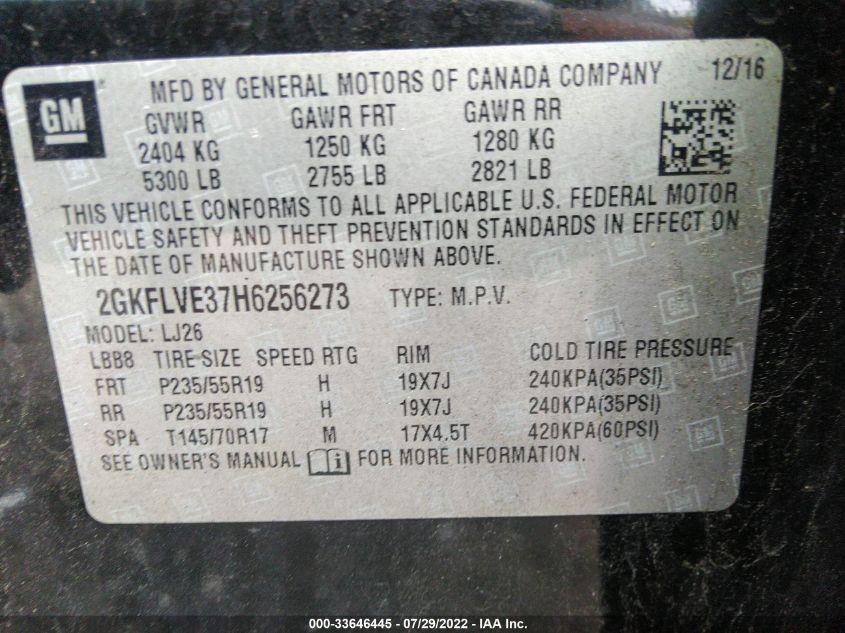 GM
MFD BY GENERAL MOTORS OF CANADA COMPANY 12/16
GVWR GAWR FRT GAWR RR
2404 KG 1250 KG 1280 KG
5300 LB 2755 LB 2821 LB
THIS VEHICLE CONFORMS TO ALL APPLICABLE U.S. FEDERAL MOTOR
VEHICLE SAFETY AND THEFT PREVENTION STANDARDS IN EFFECT ON
THE DATE OF MANUFACTURE SHOWN ABOVE.
2GKFLVE37H6256273 TYPE: M.P.V.
MODEL: LJ26
LBB8 TIRE SIZE SPEED RTG RIM COLD TIRE PRESSURE
FRT P235/55R19 H 19X7J 240KPA(35PSI)
RR P235/55R19 H 19X7J 240KPA(35PSI)
SPA T145/70R17 M 17X4.5T 420KPA(60PSI)
SEE OWNER'S MANUAL i FOR MORE INFORMATION.
000-33646445 - 07/29/2022 - IAA Inc.